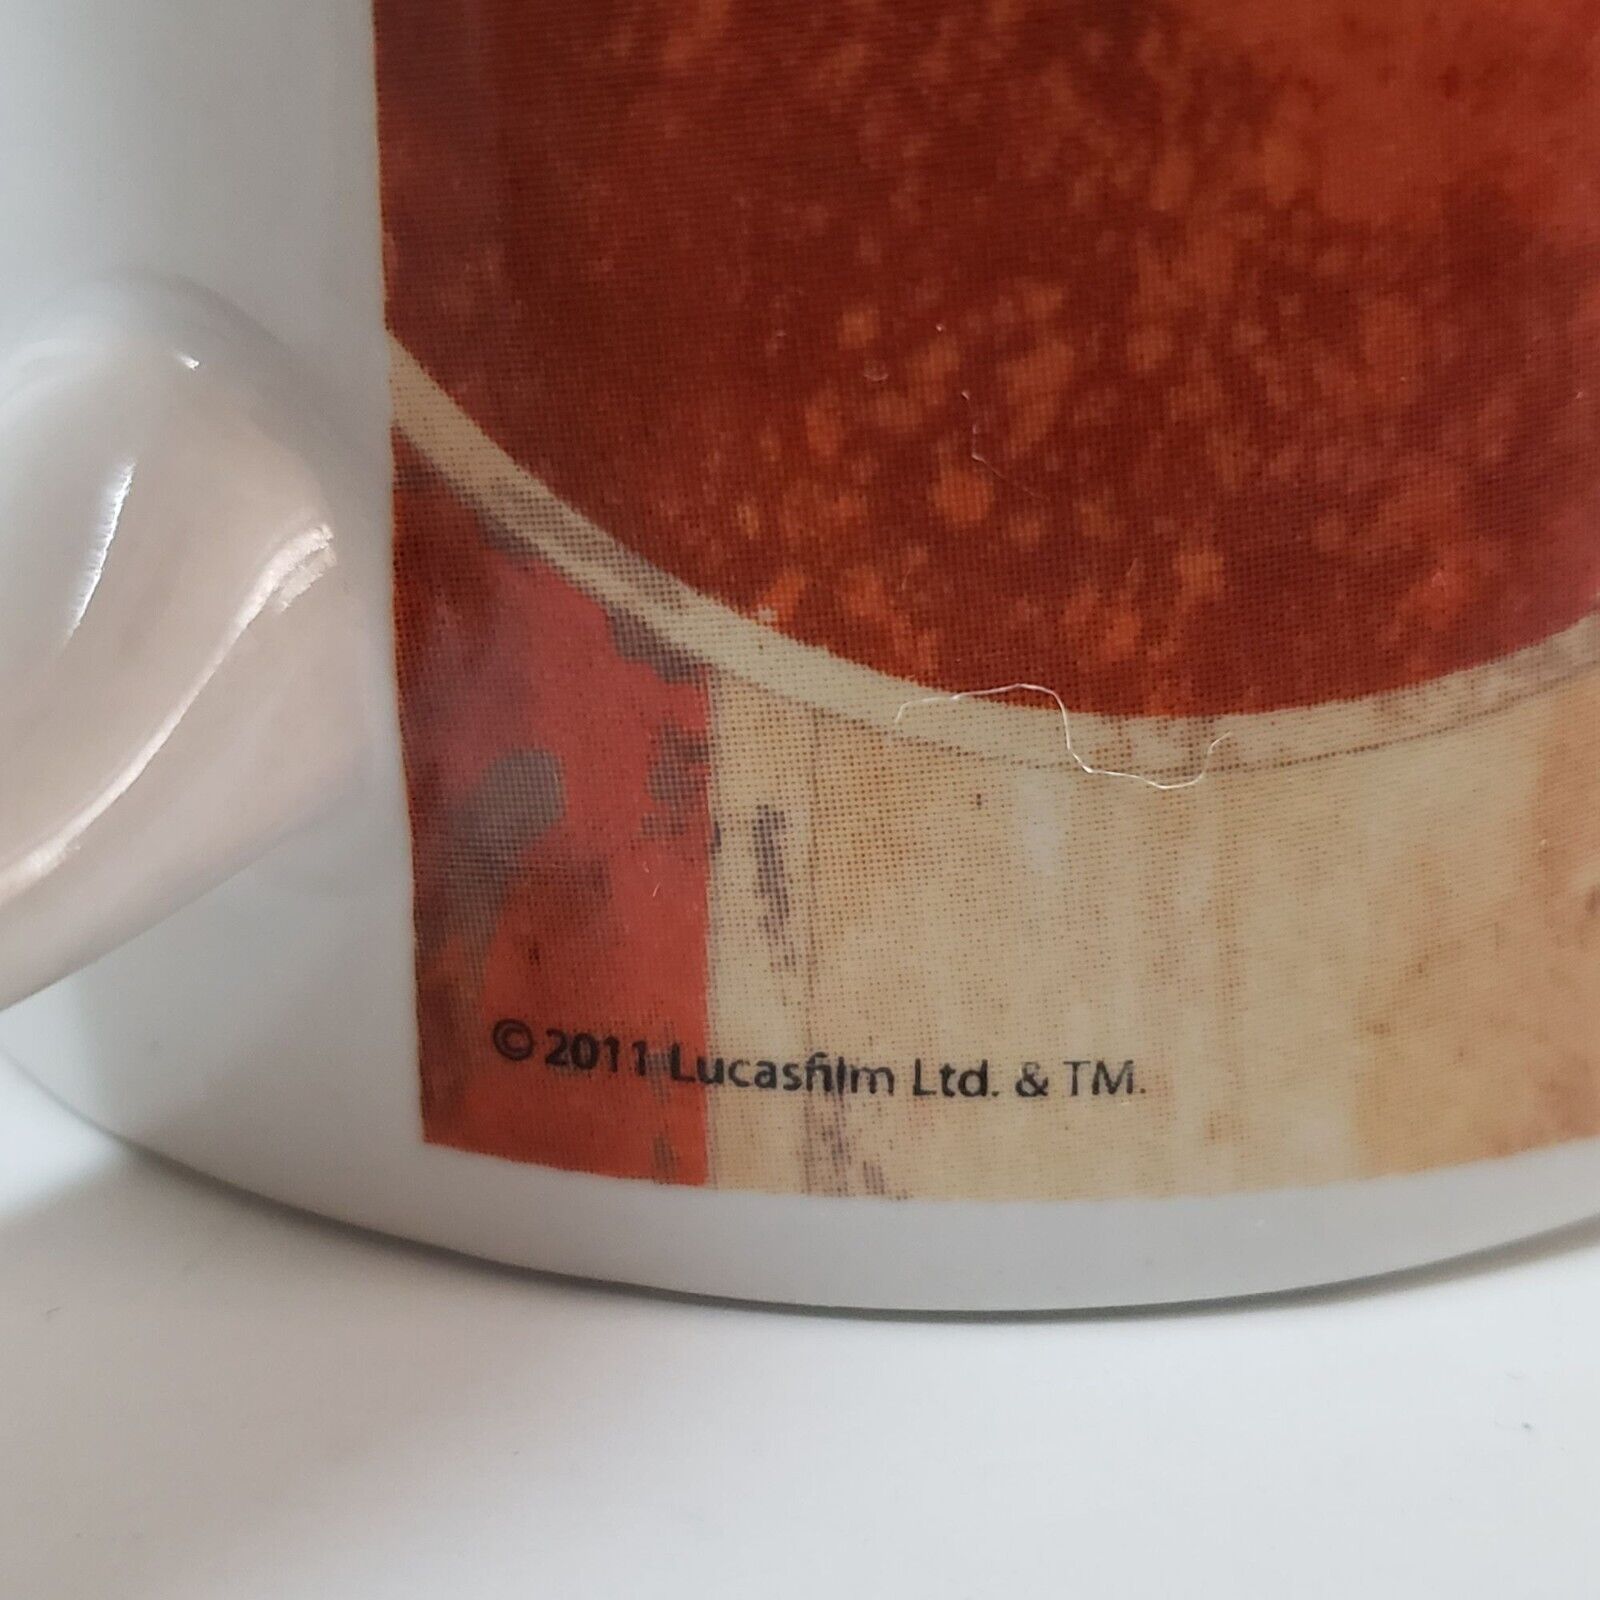 © 2011 Lucasfilm Ltd. & TM.